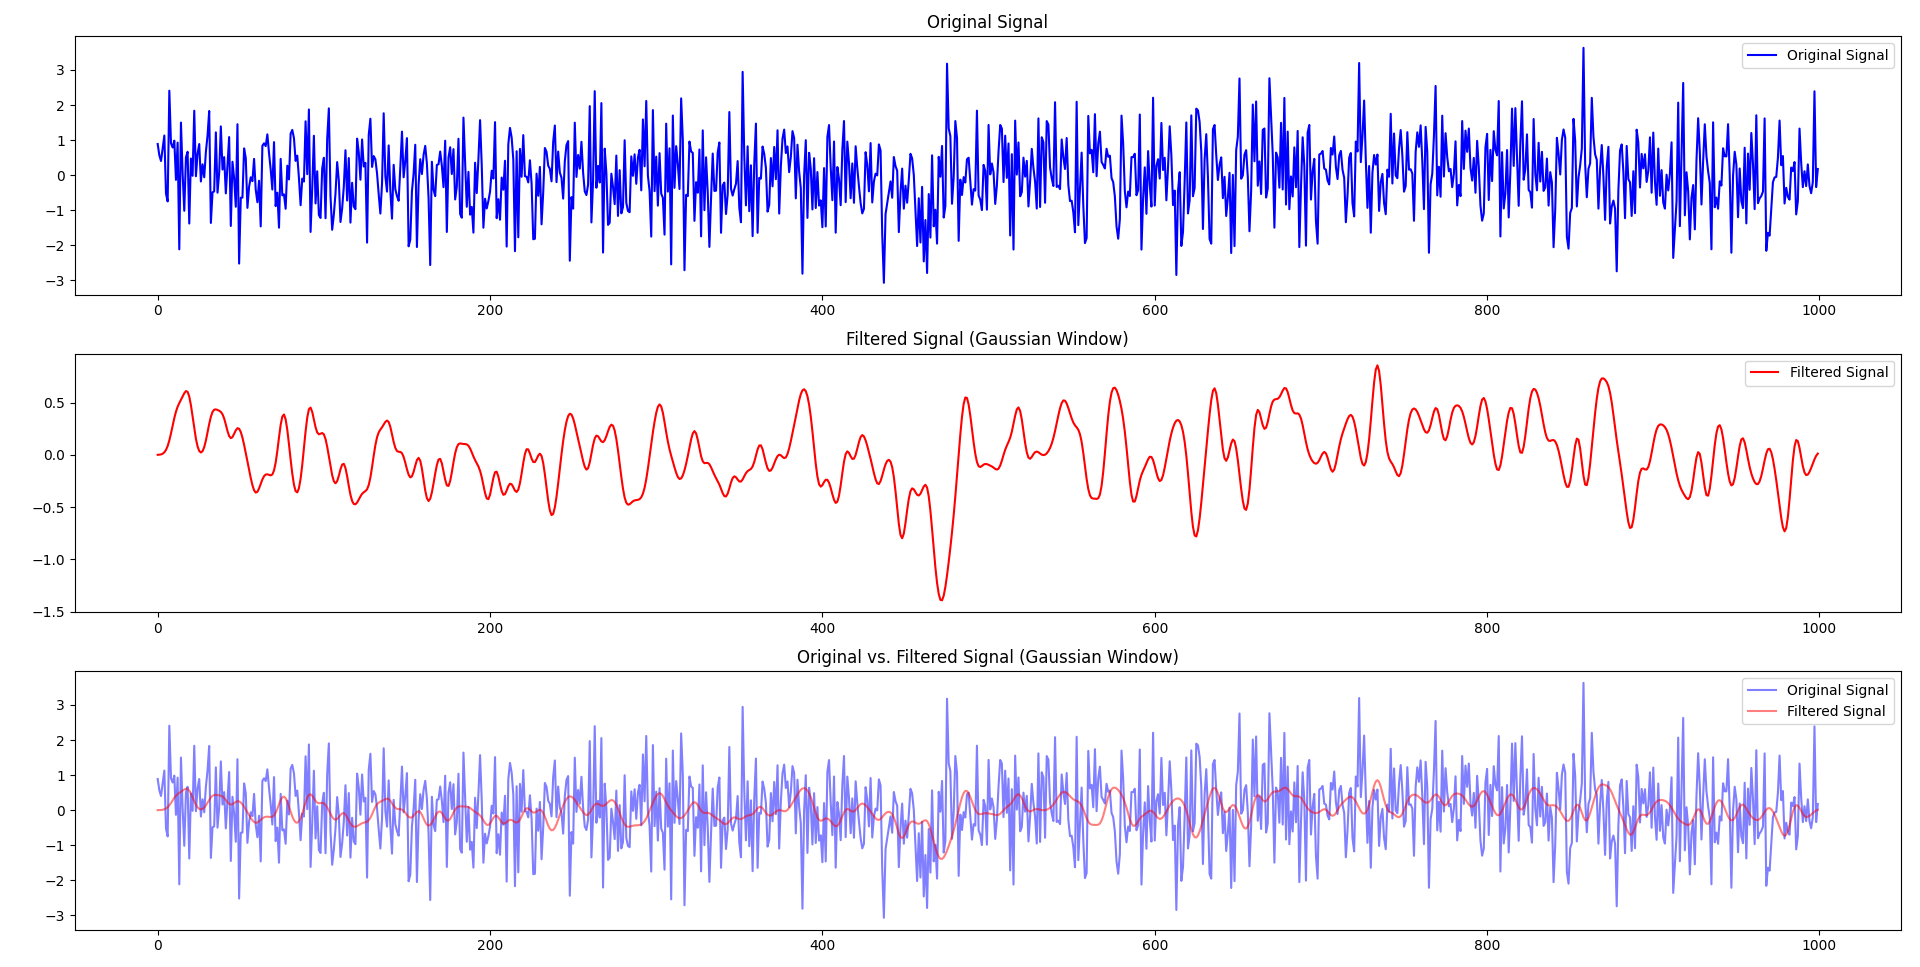 Original Signal
Original Signal
3
2
1
0
−1
−2
−3
0 200 400 600 800 1000
Filtered Signal (Gaussian Window)
Filtered Signal
0.5
0.0
−0.5
−1.0
−1.5
0 200 400 600 800 1000
Original vs. Filtered Signal (Gaussian Window)
Original Signal
Filtered Signal
3
2
1
0
−1
−2
−3
0 200 400 600 800 1000